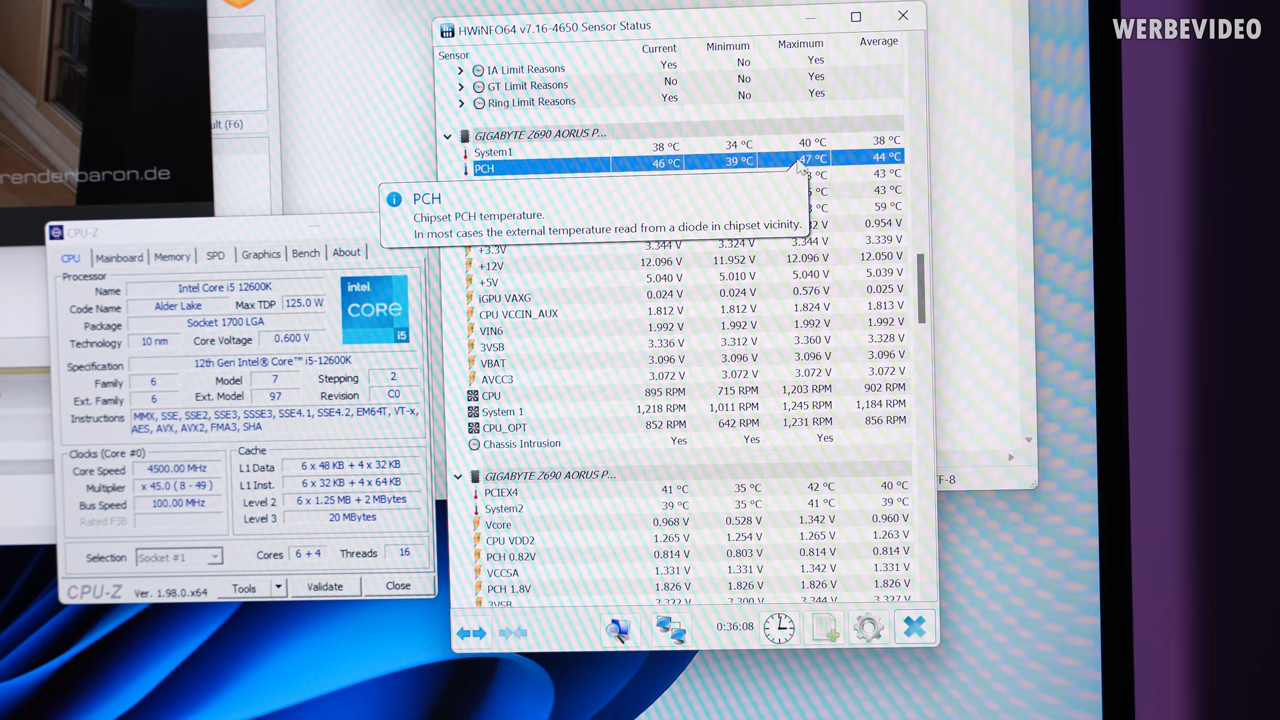 WERBEVIDEO
ult (F6)
renderbaron.de
HWiNFO64 v7.16-4650 Sensor Status
Sensor Current Minimum Maximum Average
IA Limit Reasons Yes No Yes
GT Limit Reasons No No Yes
Ring Limit Reasons Yes No Yes
GIGABYTE Z690 AORUS P...
System1 38 °C 34 °C 40 °C 38 °C
PCH 46 °C 39 °C 47 °C 44 °C
43 °C
43 °C
59 °C
0.954 V
PCH
Chipset PCH temperature.
In most cases the external temperature read from a diode in chipset vicinity.
+3.3V 3.344 V 3.324 V 3.344 V 3.339 V
+12V 12.096 V 11.952 V 12.096 V 12.050 V
+5V 5.040 V 5.010 V 5.040 V 5.039 V
iGPU VAXG 0.024 V 0.024 V 0.576 V 0.025 V
CPU VCCIN_AUX 1.812 V 1.812 V 1.824 V 1.813 V
VIN6 1.992 V 1.992 V 1.992 V 1.992 V
3VSB 3.336 V 3.312 V 3.360 V 3.328 V
VBAT 3.096 V 3.096 V 3.096 V 3.096 V
AVCC3 3.072 V 3.072 V 3.072 V 3.072 V
CPU 895 RPM 715 RPM 1,203 RPM 902 RPM
System 1 1,218 RPM 1,011 RPM 1,245 RPM 1,184 RPM
CPU_OPT 852 RPM 642 RPM 1,231 RPM 856 RPM
Chassis Intrusion Yes Yes Yes
GIGABYTE Z690 AORUS P...
PCIEX4 41 °C 35 °C 42 °C 40 °C
System2 39 °C 35 °C 41 °C 39 °C
Vcore 0.968 V 0.528 V 1.342 V 0.960 V
CPU VDD2 1.265 V 1.254 V 1.265 V 1.263 V
PCH 0.82V 0.814 V 0.803 V 0.814 V 0.814 V
VCCSA 1.331 V 1.331 V 1.342 V 1.331 V
PCH 1.8V 1.826 V 1.826 V 1.826 V 1.826 V
3VSB
0:36:08
TF-8
CPU-Z
CPU Mainboard Memory SPD Graphics Bench About
Processor
Name Intel Core i5 12600K
Code Name Alder Lake Max TDP 125.0 W
Package Socket 1700 LGA
Technology 10 nm Core Voltage 0.600 V
intel
CORE
i5
Specification 12th Gen Intel® Core™ i5-12600K
Family 6 Model 7 Stepping 2
Ext. Family 6 Ext. Model 97 Revision C0
Instructions MMX, SSE, SSE2, SSE3, SSSE3, SSE4.1, SSE4.2, EM64T, VT-x,
AES, AVX, AVX2, FMA3, SHA
Clocks (Core #0)
Core Speed 4500.00 MHz
Multiplier x 45.0 ( 8 - 49 )
Bus Speed 100.00 MHz
Rated FSB
Cache
L1 Data 6 x 48 KB + 4 x 32 KB
L1 Inst. 6 x 32 KB + 4 x 64 KB
Level 2 6 x 1.25 MB + 2 MBytes
Level 3 20 MBytes
Selection Socket #1 Cores 6 + 4 Threads 16
CPU-Z Ver. 1.98.0.x64 Tools Validate Close